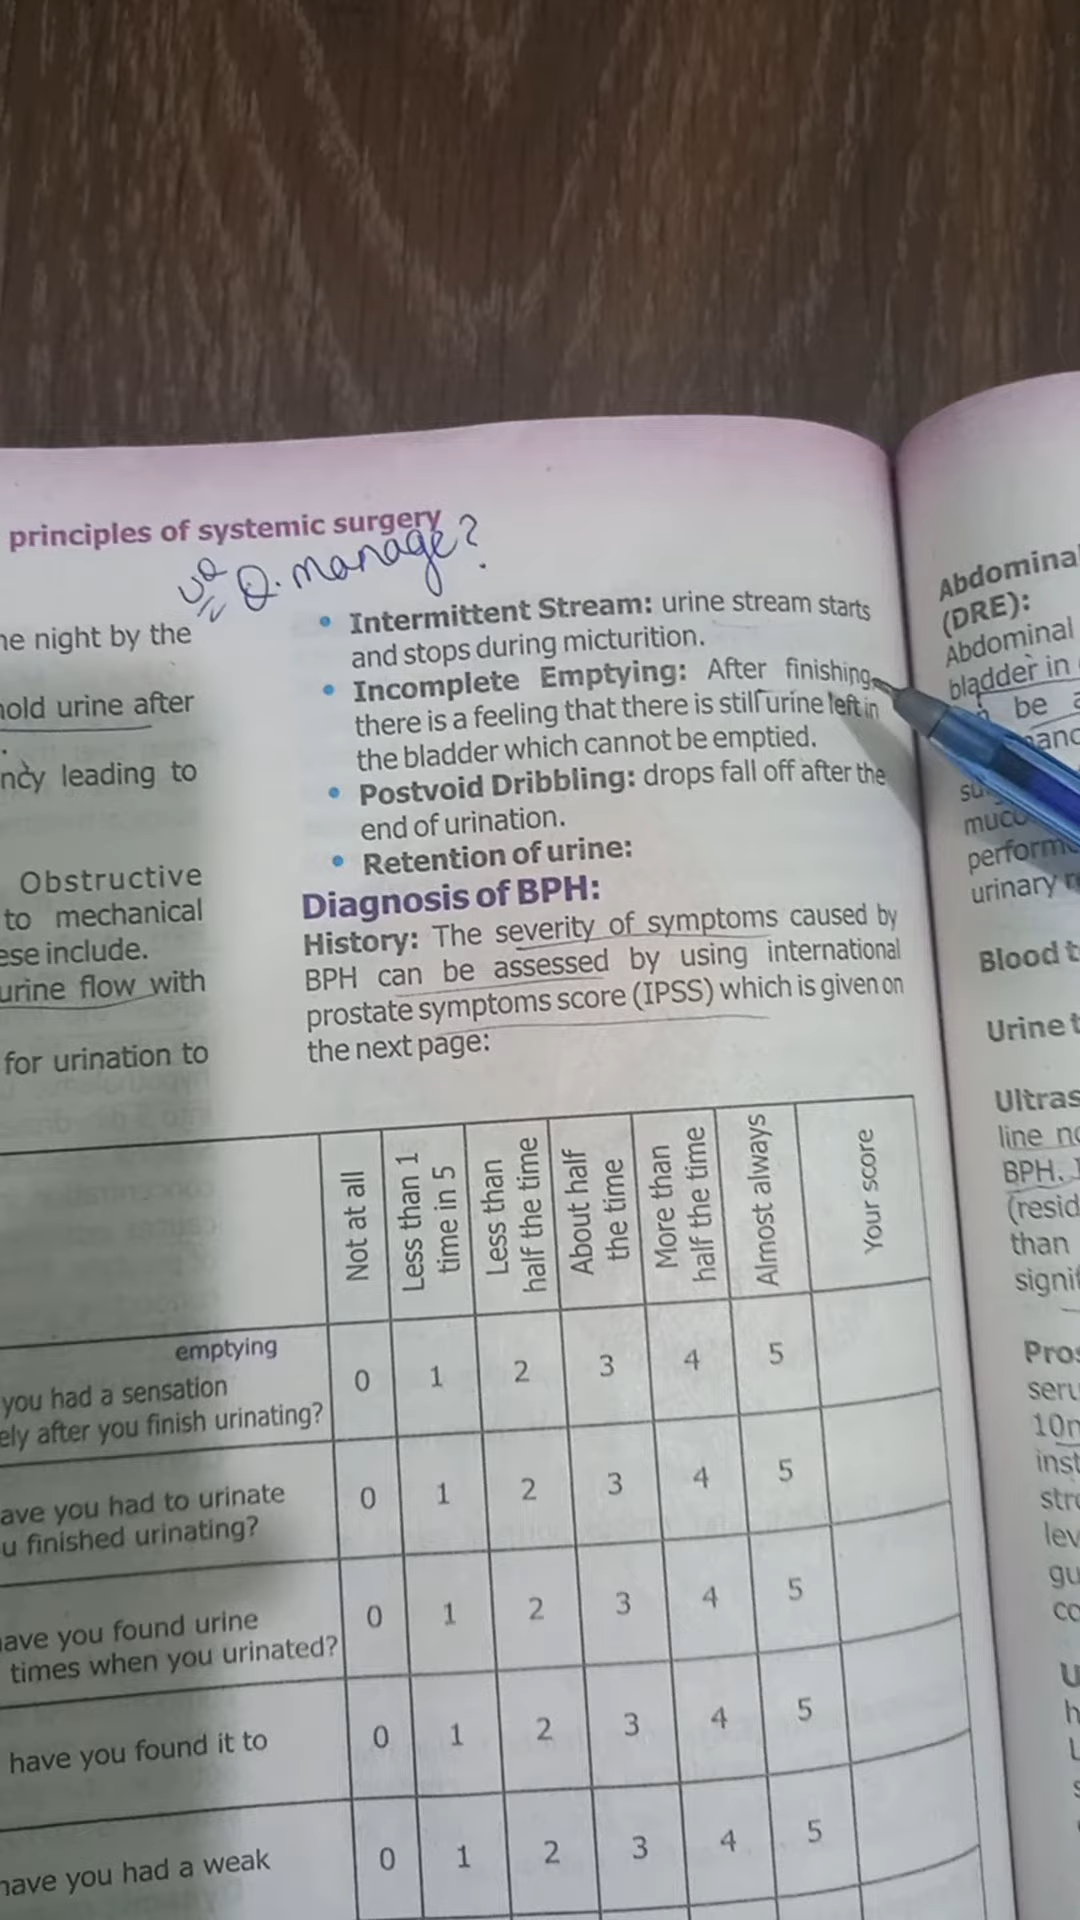 principles of systemic surgery
Q. manage?
he night by the
hold urine after
ncy leading to
Obstructive
to mechanical
ese include.
urine flow with
for urination to
• Intermittent Stream: urine stream starts
and stops during micturition.
• Incomplete Emptying: After finishing
there is a feeling that there is still urine left in
the bladder which cannot be emptied.
• Postvoid Dribbling: drops fall off after the
end of urination.
• Retention of urine:
Diagnosis of BPH:
History: The severity of symptoms caused by
BPH can be assessed by using international
prostate symptoms score (IPSS) which is given on
the next page:
Not at all
Less than 1
time in 5
Less than
half the time
About half
the time
More than
half the time
Almost always
Your score
emptying
you had a sensation
ely after you finish urinating?
0 1 2 3 4 5
ave you had to urinate
u finished urinating?
0 1 2 3 4 5
ave you found urine
times when you urinated?
0 1 2 3 4 5
have you found it to
0 1 2 3 4 5
have you had a weak
0 1 2 3 4 5
Abdominal
(DRE):
Abdominal
bladder in
be
muco
perform
urinary
Blood t
Urine t
Ultras
line no
BPH.
(resid
than
signif
Pros
seru
10n
inst
stro
lev
gu
co